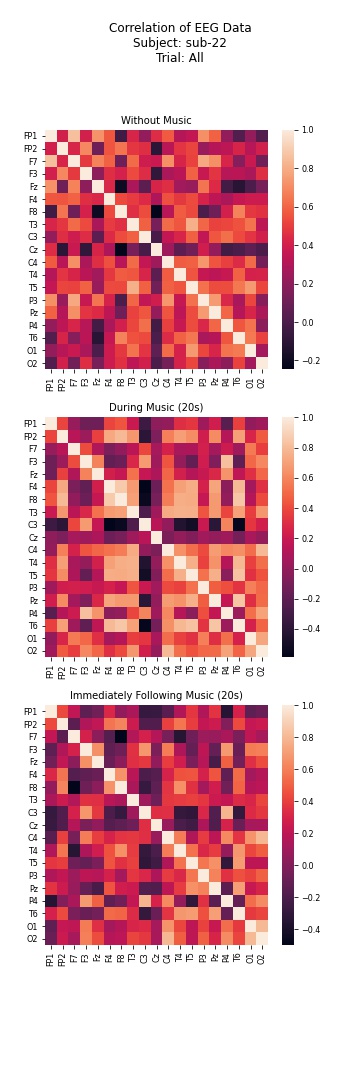 Correlation of EEG Data
Subject: sub-22
Trial: All
Without Music
FP1
FP2
F7
F3
Fz
F4
F8
T3
C3
Cz
C4
T4
T5
P3
Pz
P4
T6
O1
O2
FP1 FP2 F7 F3 Fz F4 F8 T3 C3 Cz C4 T4 T5 P3 Pz P4 T6 O1 O2
1.0
0.8
0.6
0.4
0.2
0.0
−0.2
During Music (20s)
FP1
FP2
F7
F3
Fz
F4
F8
T3
C3
Cz
C4
T4
T5
P3
Pz
P4
T6
O1
O2
FP1 FP2 F7 F3 Fz F4 F8 T3 C3 Cz C4 T4 T5 P3 Pz P4 T6 O1 O2
1.0
0.8
0.6
0.4
0.2
0.0
−0.2
−0.4
Immediately Following Music (20s)
FP1
FP2
F7
F3
Fz
F4
F8
T3
C3
Cz
C4
T4
T5
P3
Pz
P4
T6
O1
O2
FP1 FP2 F7 F3 Fz F4 F8 T3 C3 Cz C4 T4 T5 P3 Pz P4 T6 O1 O2
1.0
0.8
0.6
0.4
0.2
0.0
−0.2
−0.4